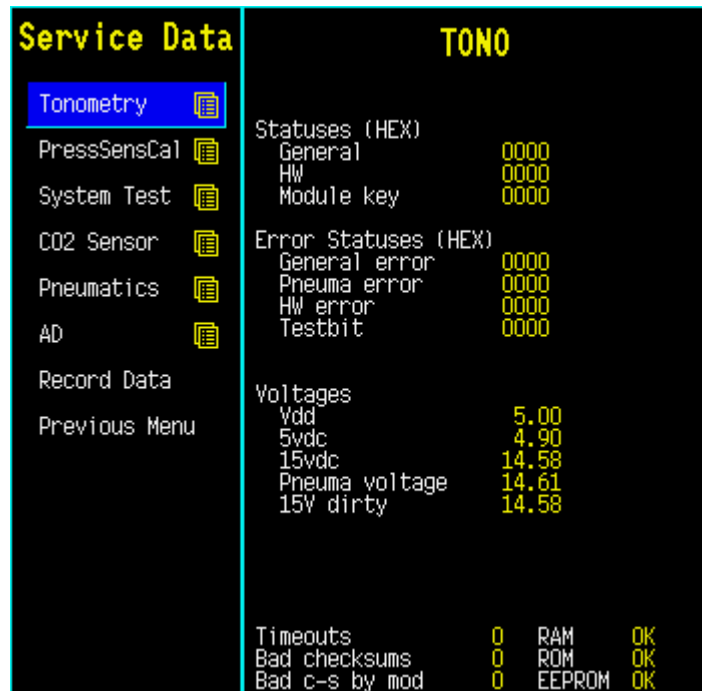 Service Data
Tonometry
PressSensCal
System Test
CO2 Sensor
Pneumatics
AD
Record Data
Previous Menu
TONO
Statuses (HEX)
General 0000
HW 0000
Module key 0000
Error Statuses (HEX)
General error 0000
Pneuma error 0000
HW error 0000
Testbit 0000
Voltages
Vdd 5.00
5vdc 4.90
15vdc 14.58
Pneuma voltage 14.61
15V dirty 14.58
Timeouts 0 RAM OK
Bad checksums 0 ROM OK
Bad c-s by mod 0 EEPROM OK